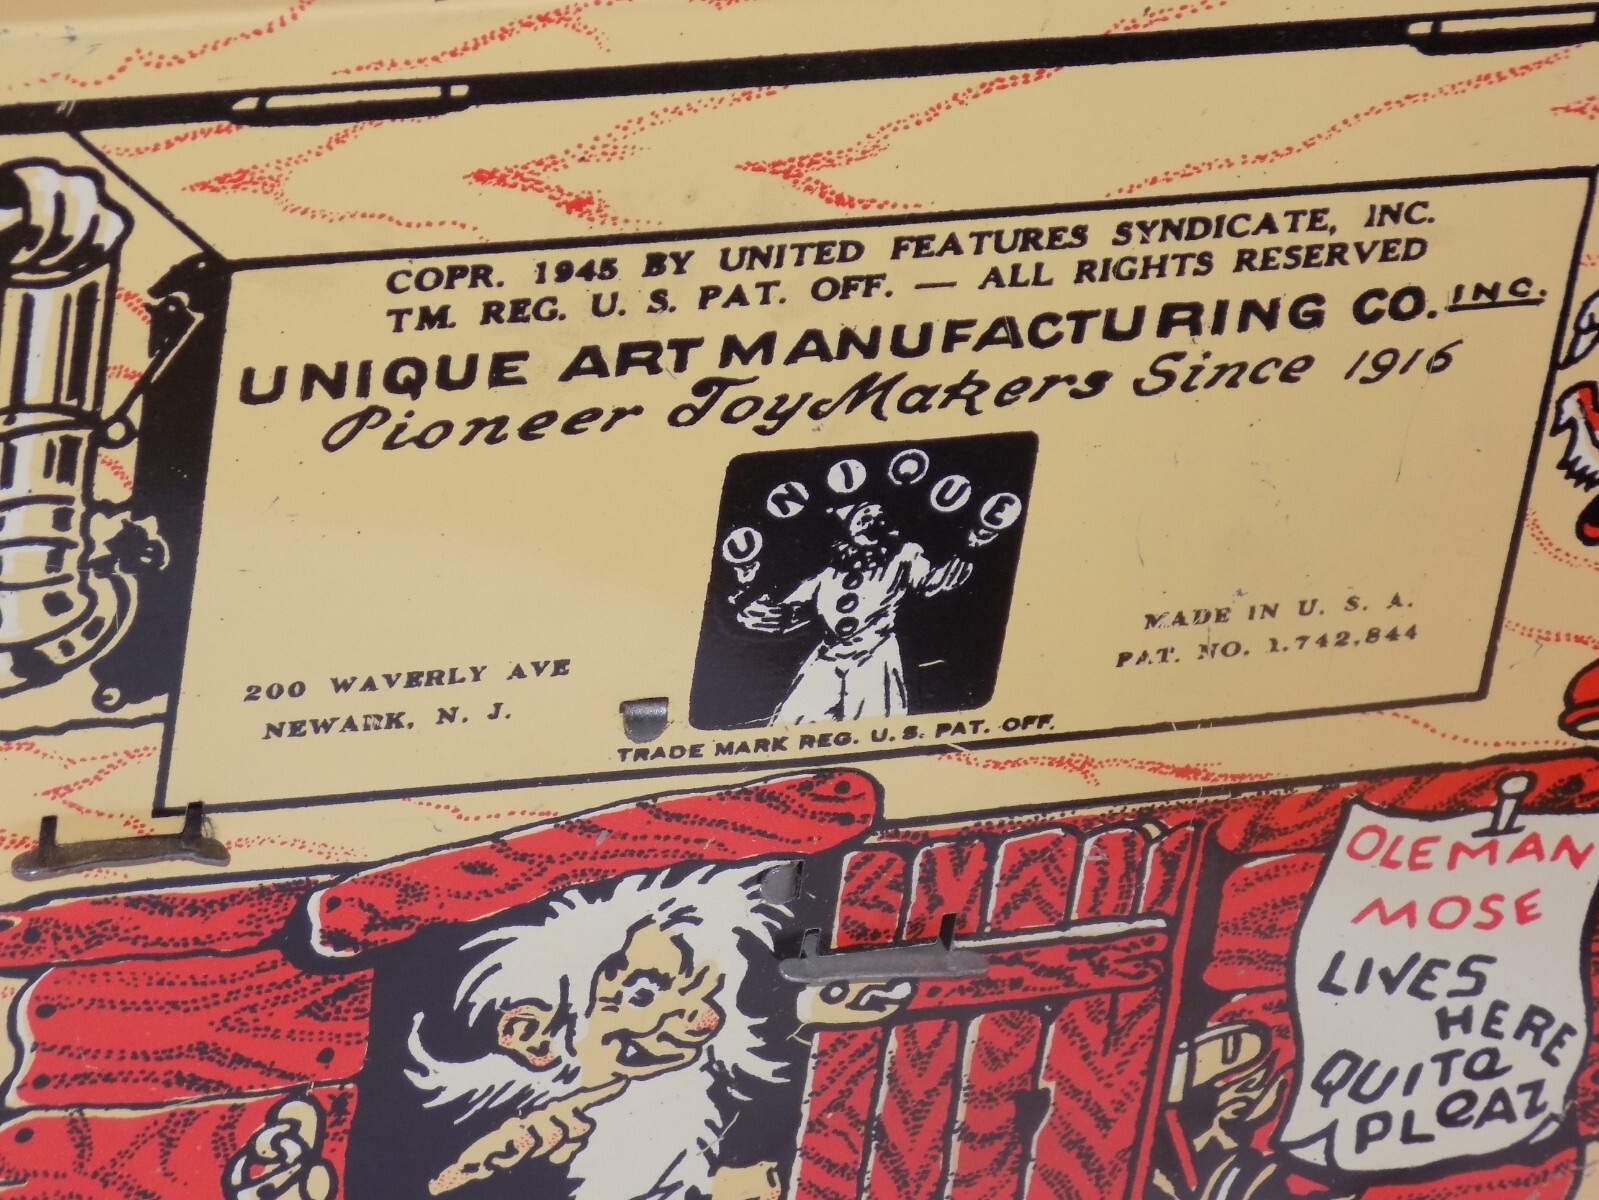 COPR. 1945 BY UNITED FEATURES SYNDICATE, INC.
TM. REG. U. S. PAT. OFF. — ALL RIGHTS RESERVED
UNIQUE ART MANUFACTURING CO. INC.
Pioneer Toy Makers Since 1916
UNIQUE
200 WAVERLY AVE
NEWARK, N. J.
MADE IN U. S. A.
PAT. NO. 1,742,844
TRADE MARK REG. U. S. PAT. OFF.
OLE MAN
MOSE
LIVES
HERE
QUITE
PLEAZ